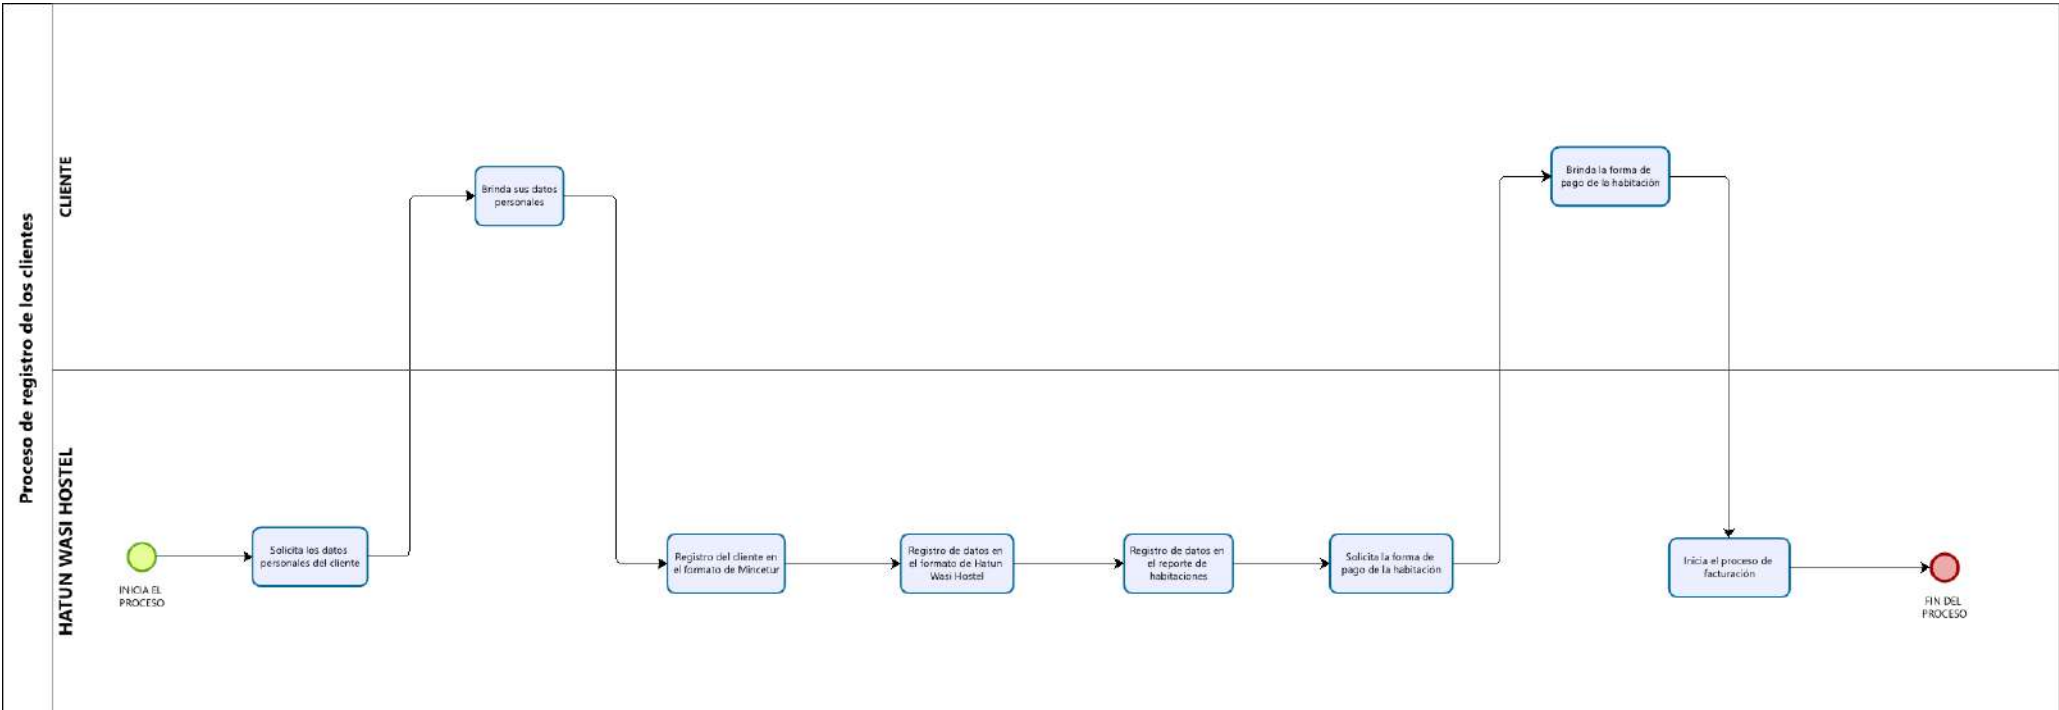 Proceso de registro de los clientes
CLIENTE
HATUN WASI HOSTEL
INICIA EL
PROCESO
Solicita los datos
personales del cliente
Brinda sus datos
personales
Registro del cliente en
el formato de Mincetur
Registro de datos en
el formato de Hatun
Wasi Hostel
Registro de datos en
el reporte de
habitaciones
Solicita la forma de
pago de la habitación
Brinda la forma de
pago de la habitación
Inicia el proceso de
facturación
FIN DEL
PROCESO